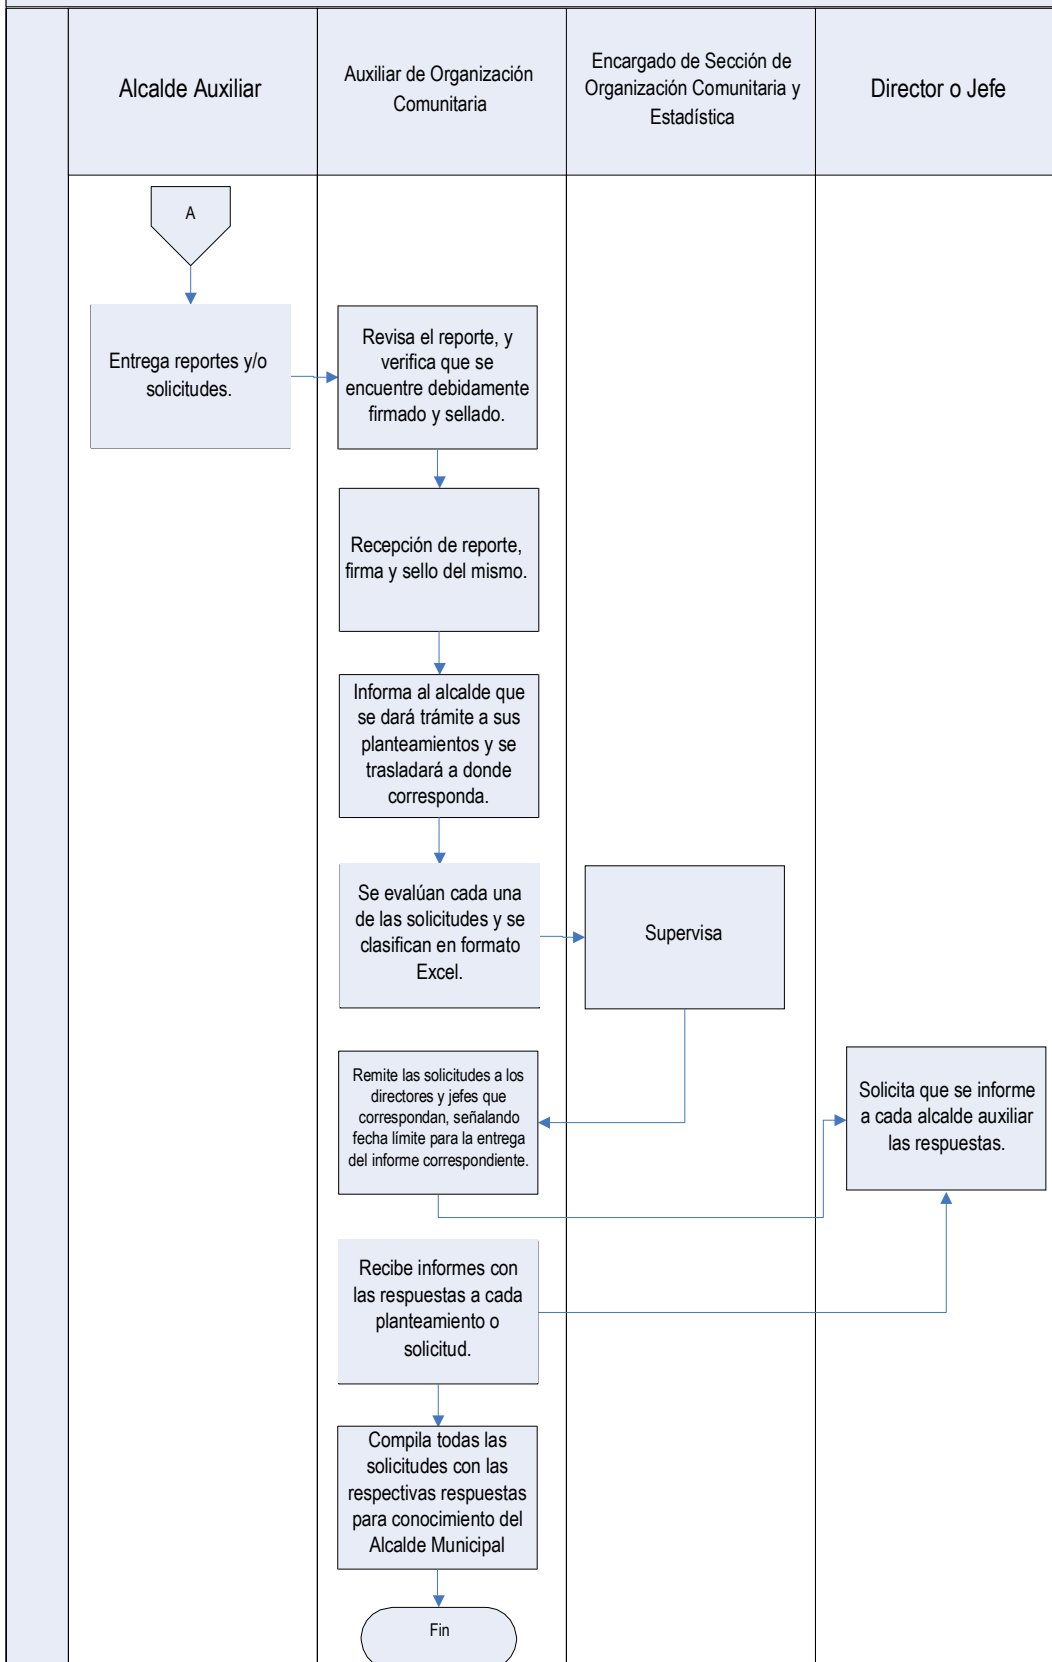 Alcalde Auxiliar
Auxiliar de Organización
Comunitaria
Encargado de Sección de
Organización Comunitaria y
Estadística
Director o Jefe
A
Entrega reportes y/o
solicitudes.
Revisa el reporte, y
verifica que se
encuentre debidamente
firmado y sellado.
Recepción de reporte,
firma y sello del mismo.
Informa al alcalde que
se dará trámite a sus
planteamientos y se
trasladará a donde
corresponda.
Se evalúan cada una
de las solicitudes y se
clasifican en formato
Excel.
Supervisa
Remite las solicitudes a los
directores y jefes que
correspondan, señalando
fecha límite para la entrega
del informe correspondiente.
Solicita que se informe
a cada alcalde auxiliar
las respuestas.
Recibe informes con
las respuestas a cada
planteamiento o
solicitud.
Compila todas las
solicitudes con las
respectivas respuestas
para conocimiento del
Alcalde Municipal
Fin